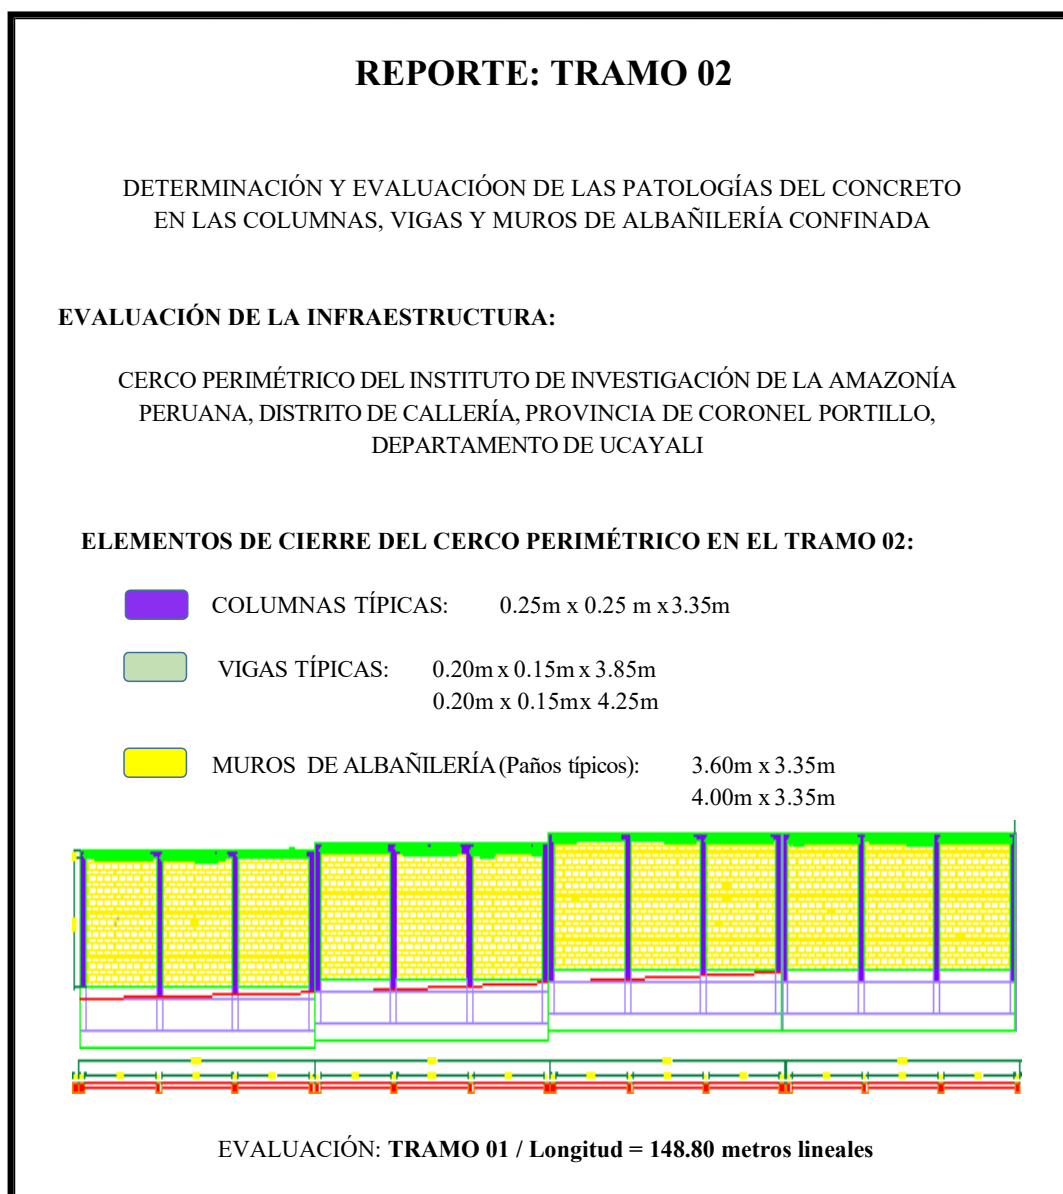 REPORTE: TRAMO 02
DETERMINACIÓN Y EVALUACIÓON DE LAS PATOLOGÍAS DEL CONCRETO
EN LAS COLUMNAS, VIGAS Y MUROS DE ALBAÑILERÍA CONFINADA
EVALUACIÓN DE LA INFRAESTRUCTURA:
CERCO PERIMÉTRICO DEL INSTITUTO DE INVESTIGACIÓN DE LA AMAZONÍA
PERUANA, DISTRITO DE CALLERÍA, PROVINCIA DE CORONEL PORTILLO,
DEPARTAMENTO DE UCAYALI
ELEMENTOS DE CIERRE DEL CERCO PERIMÉTRICO EN EL TRAMO 02:
COLUMNAS TÍPICAS: 0.25m x 0.25 m x 3.35m
VIGAS TÍPICAS: 0.20m x 0.15m x 3.85m
0.20m x 0.15m x 4.25m
MUROS DE ALBAÑILERÍA (Paños típicos): 3.60m x 3.35m
4.00m x 3.35m
EVALUACIÓN: TRAMO 01 / Longitud = 148.80 metros lineales